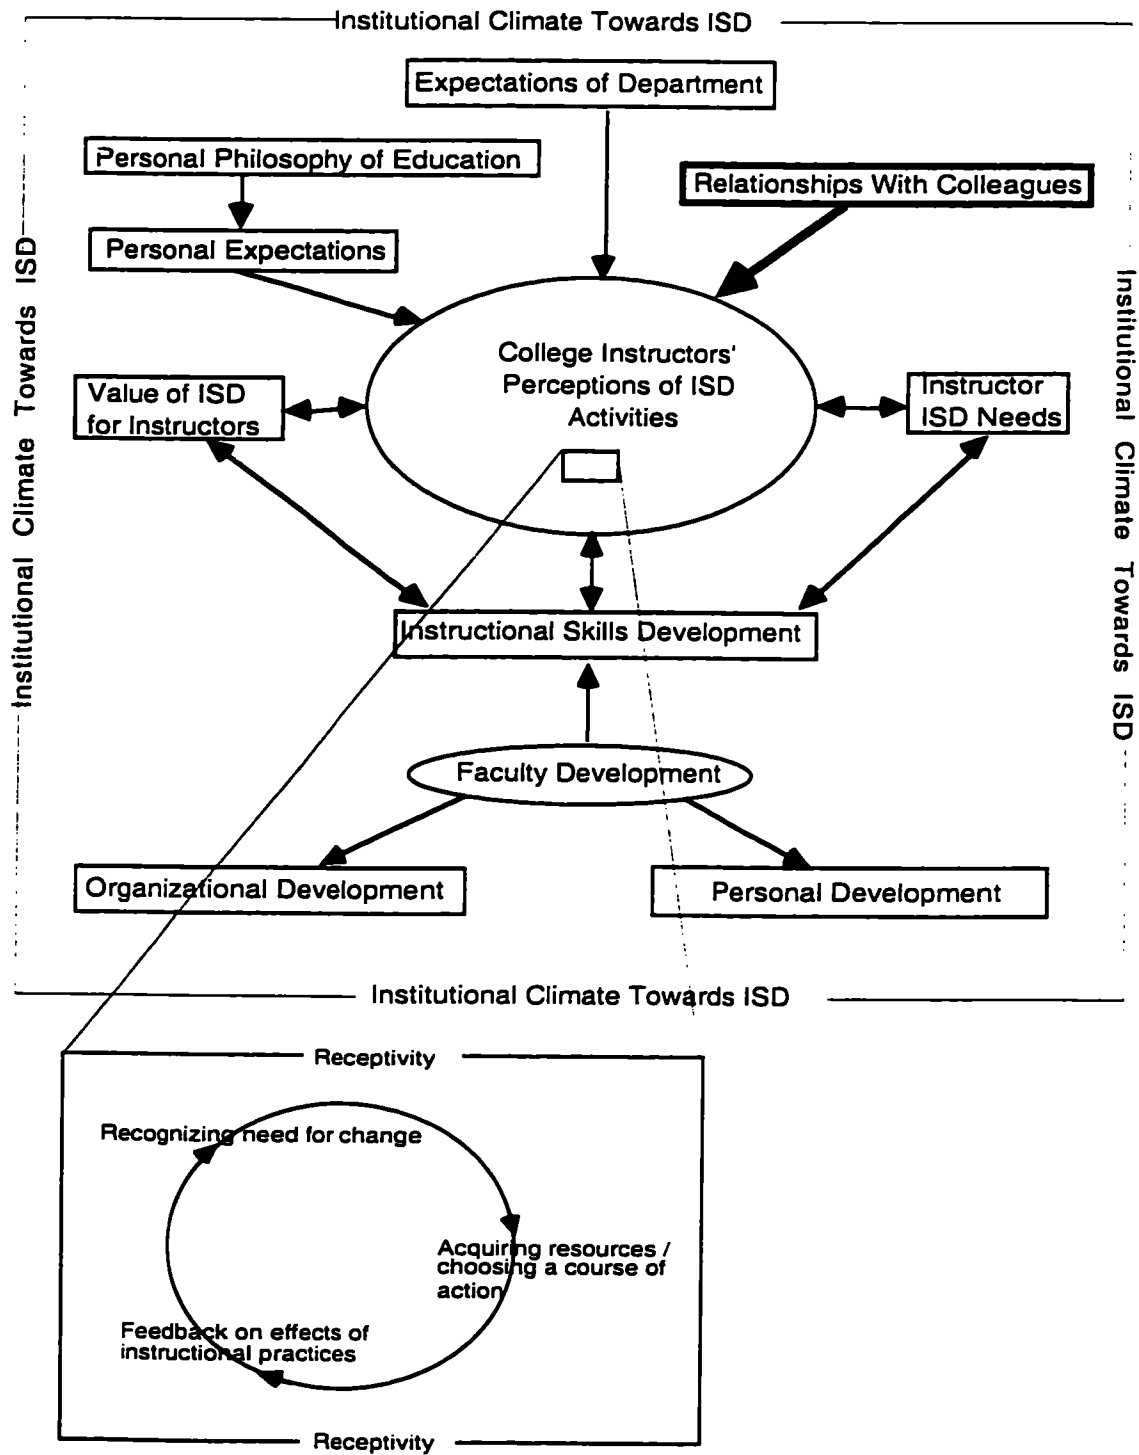 Institutional Climate Towards ISD
Expectations of Department
Personal Philosophy of Education
Relationships With Colleagues
Personal Expectations
Institutional Climate Towards ISD
Institutional Climate Towards ISD
College Instructors'
Perceptions of ISD
Activities
Value of ISD
for Instructors
Instructor
ISD Needs
Instructional Skills Development
Faculty Development
Organizational Development
Personal Development
Institutional Climate Towards ISD
Receptivity
Recognizing need for change
Acquiring resources /
choosing a course of
action
Feedback on effects of
instructional practices
Receptivity